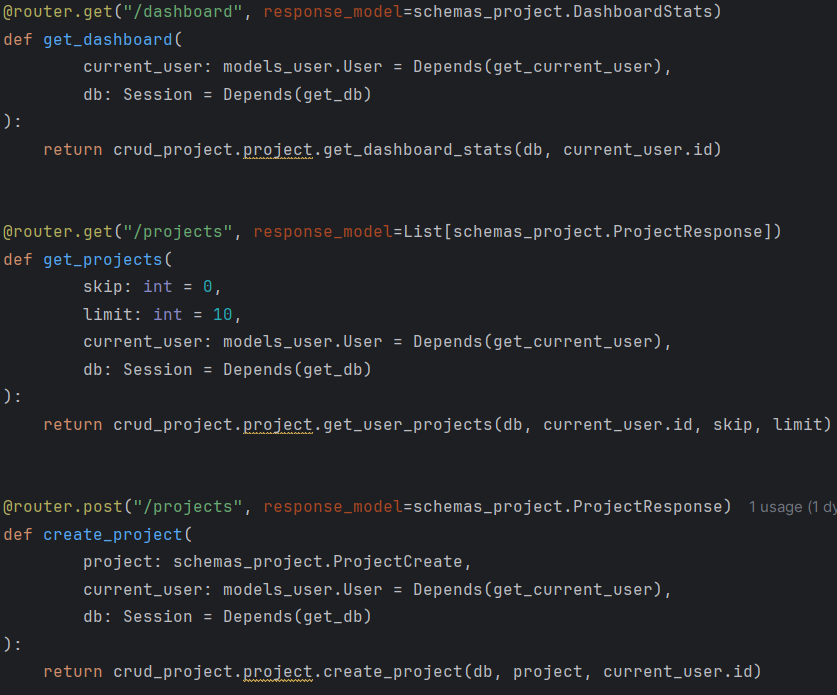 @router.get("/dashboard", response_model=schemas_project.DashboardStats)
def get_dashboard(
        current_user: models_user.User = Depends(get_current_user),
        db: Session = Depends(get_db)
):
    return crud_project.project.get_dashboard_stats(db, current_user.id)
@router.get("/projects", response_model=List[schemas_project.ProjectResponse])
def get_projects(
        skip: int = 0,
        limit: int = 10,
        current_user: models_user.User = Depends(get_current_user),
        db: Session = Depends(get_db)
):
    return crud_project.project.get_user_projects(db, current_user.id, skip, limit)
@router.post("/projects", response_model=schemas_project.ProjectResponse) 1 usage (1 dy
def create_project(
        project: schemas_project.ProjectCreate,
        current_user: models_user.User = Depends(get_current_user),
        db: Session = Depends(get_db)
):
    return crud_project.project.create_project(db, project, current_user.id)